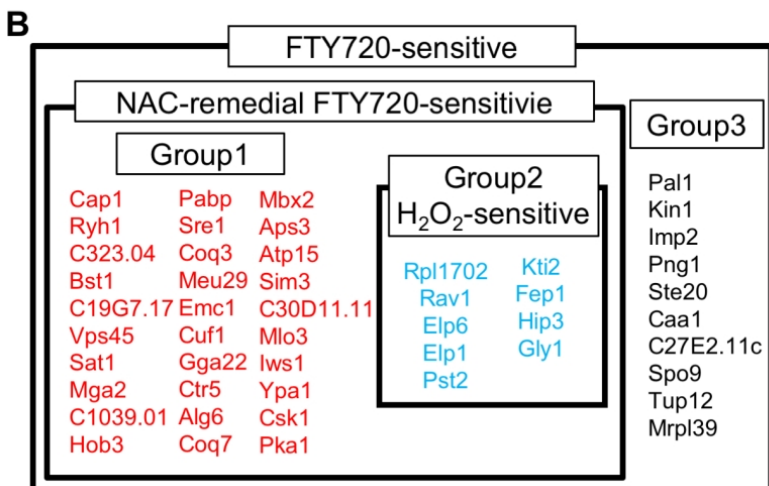 B
FTY720-sensitive
NAC-remedial FTY720-sensitivie
Group1
Cap1 Pabp Mbx2
Ryh1 Sre1 Aps3
C323.04 Coq3 Atp15
Bst1 Meu29 Sim3
C19G7.17 Emc1 C30D11.11
Vps45 Cuf1 Mlo3
Sat1 Gga22 Iws1
Mga2 Ctr5 Ypa1
C1039.01 Alg6 Csk1
Hob3 Coq7 Pka1
Group2
H₂O₂-sensitive
Rpl1702 Kti2
Rav1 Fep1
Elp6 Hip3
Elp1 Gly1
Pst2
Group3
Pal1
Kin1
Imp2
Png1
Ste20
Caa1
C27E2.11c
Spo9
Tup12
Mrpl39